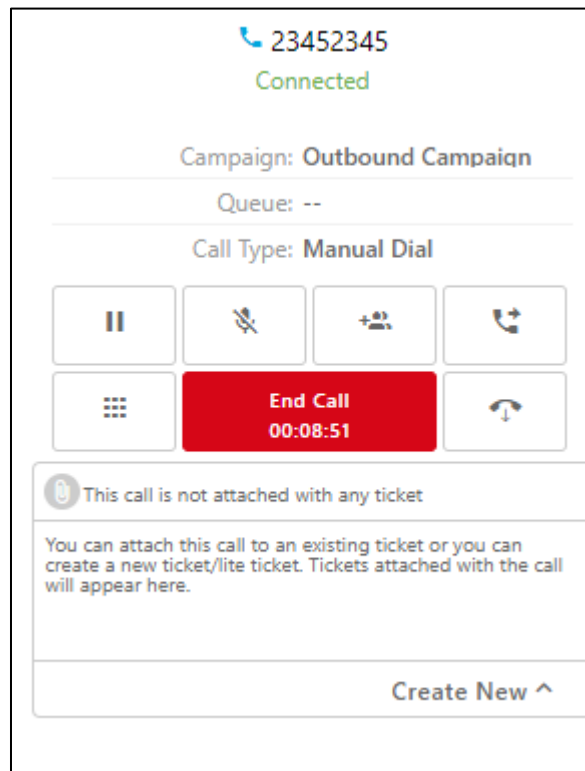 23452345
Connected
Campaign: Outbound Campaign
Queue: --
Call Type: Manual Dial
End Call
00:08:51
This call is not attached with any ticket
You can attach this call to an existing ticket or you can
create a new ticket/lite ticket. Tickets attached with the call
will appear here.
Create New